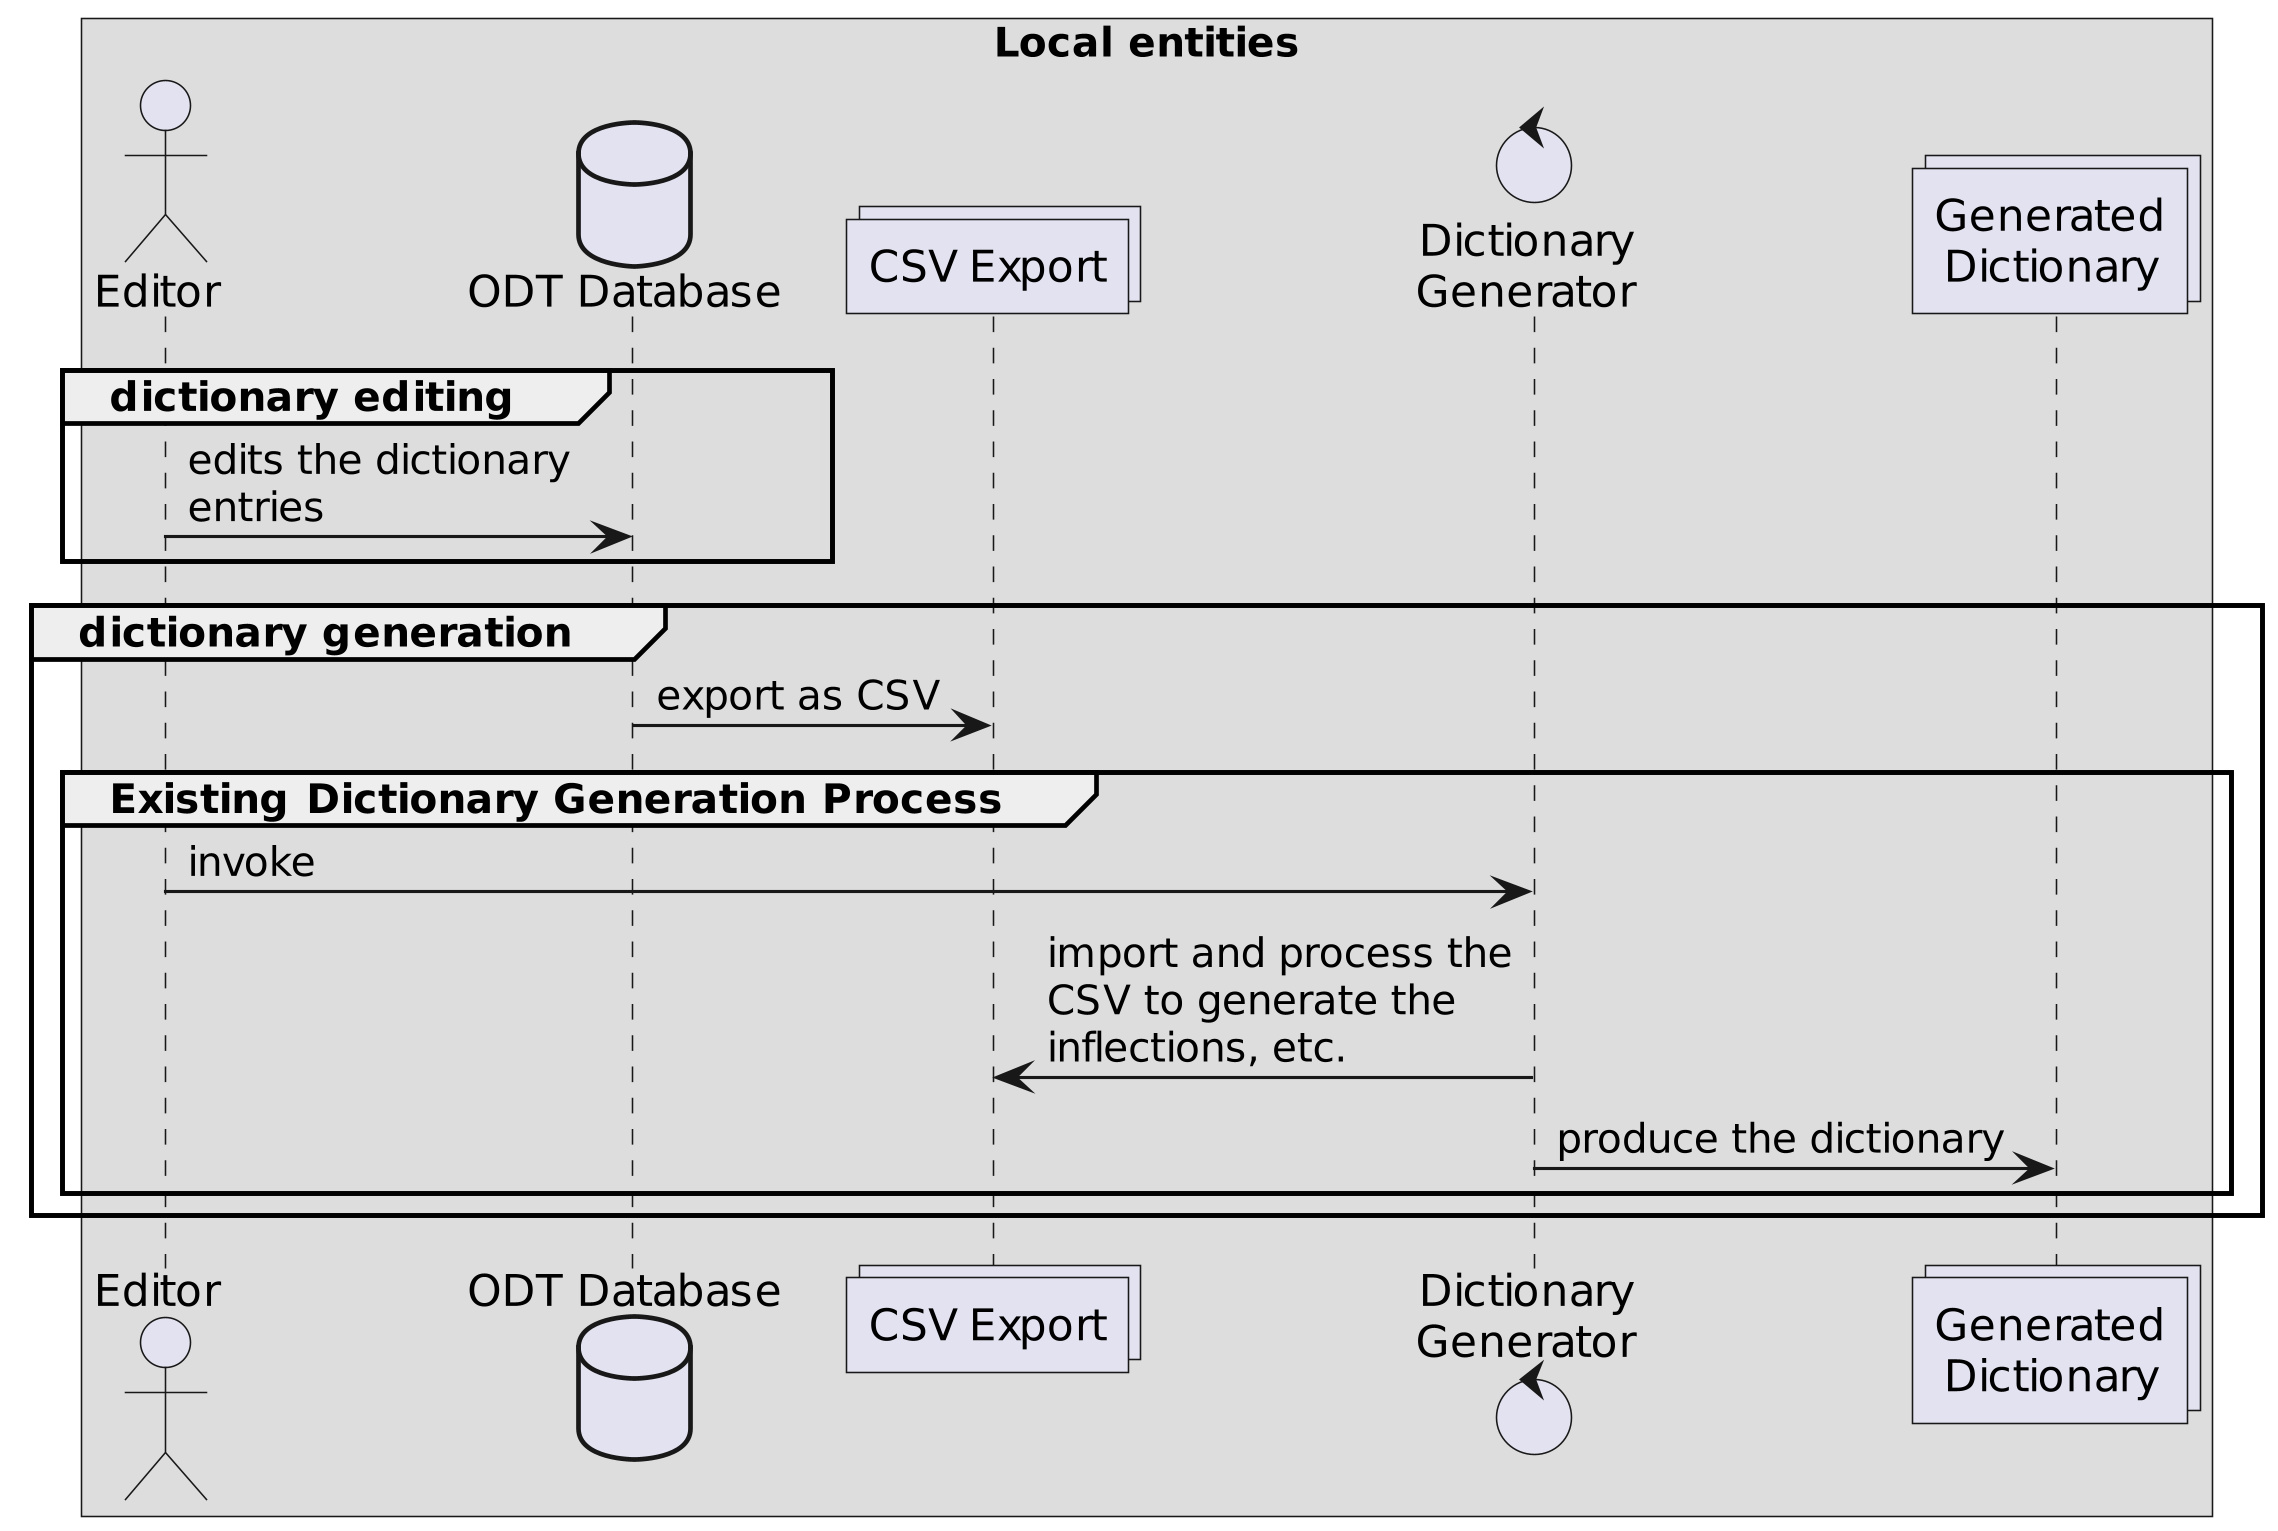 Local entities
Editor
ODT Database
CSV Export
Dictionary
Generator
Generated
Dictionary
dictionary editing
edits the dictionary
entries
dictionary generation
export as CSV
Existing Dictionary Generation Process
invoke
import and process the
CSV to generate the
inflections, etc.
produce the dictionary
Editor
ODT Database
CSV Export
Dictionary
Generator
Generated
Dictionary